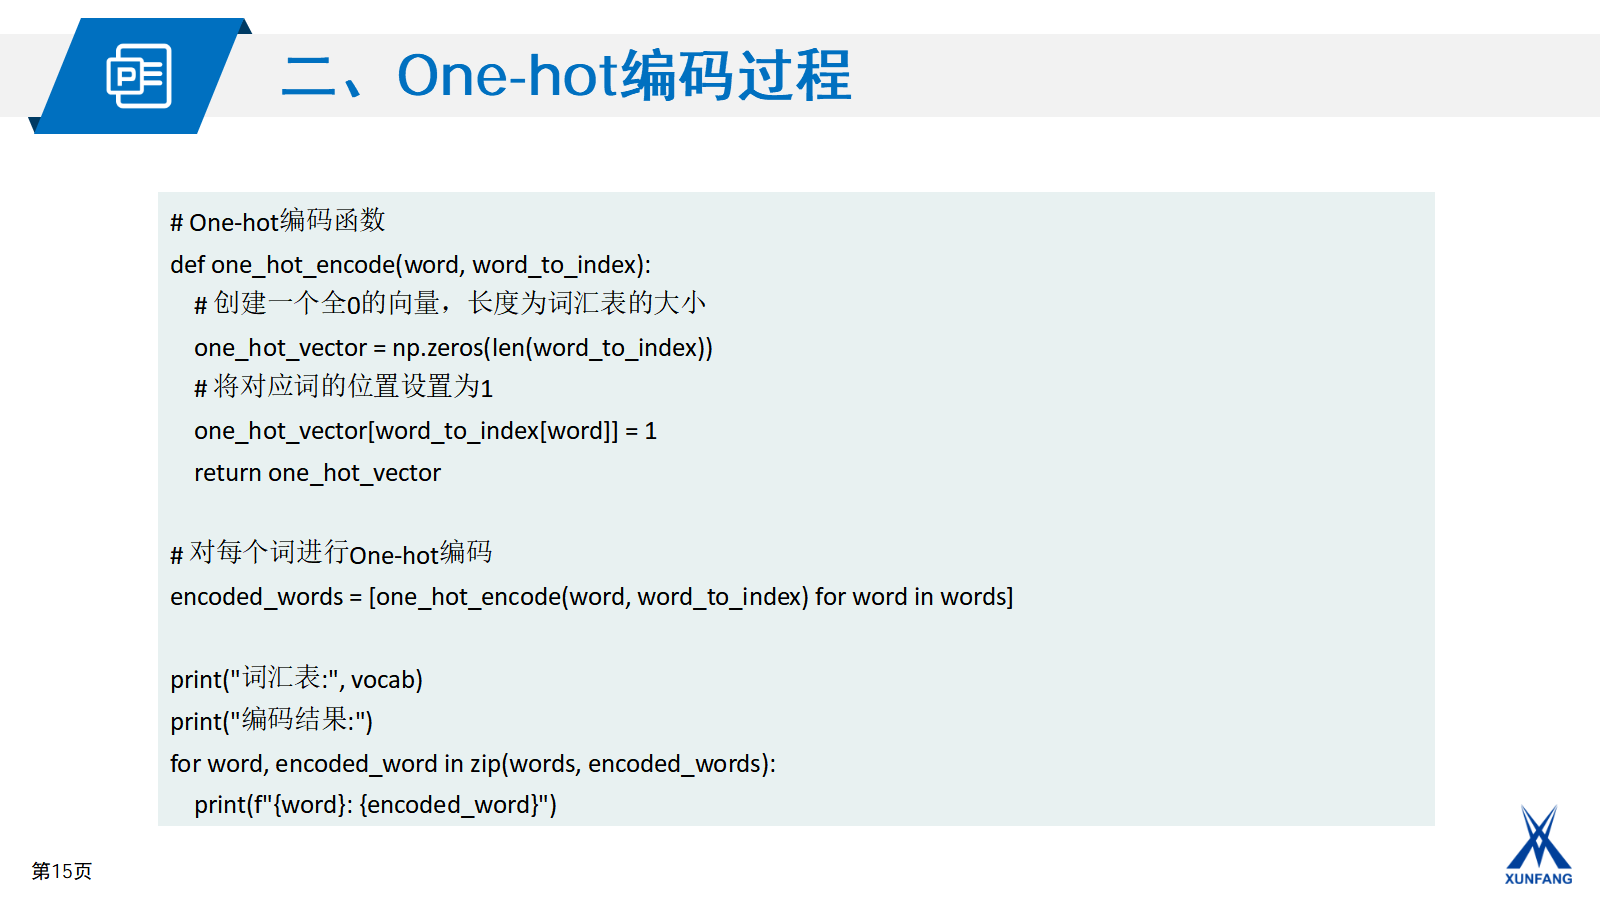 二、One-hot编码过程
# One-hot编码函数
def one_hot_encode(word, word_to_index):
    # 创建一个全0的向量，长度为词汇表的大小
    one_hot_vector = np.zeros(len(word_to_index))
    # 将对应词的位置设置为1
    one_hot_vector[word_to_index[word]] = 1
    return one_hot_vector
# 对每个词进行One-hot编码
encoded_words = [one_hot_encode(word, word_to_index) for word in words]
print("词汇表:", vocab)
print("编码结果:")
for word, encoded_word in zip(words, encoded_words):
    print(f"{word}: {encoded_word}")
第15页
XUNFANG